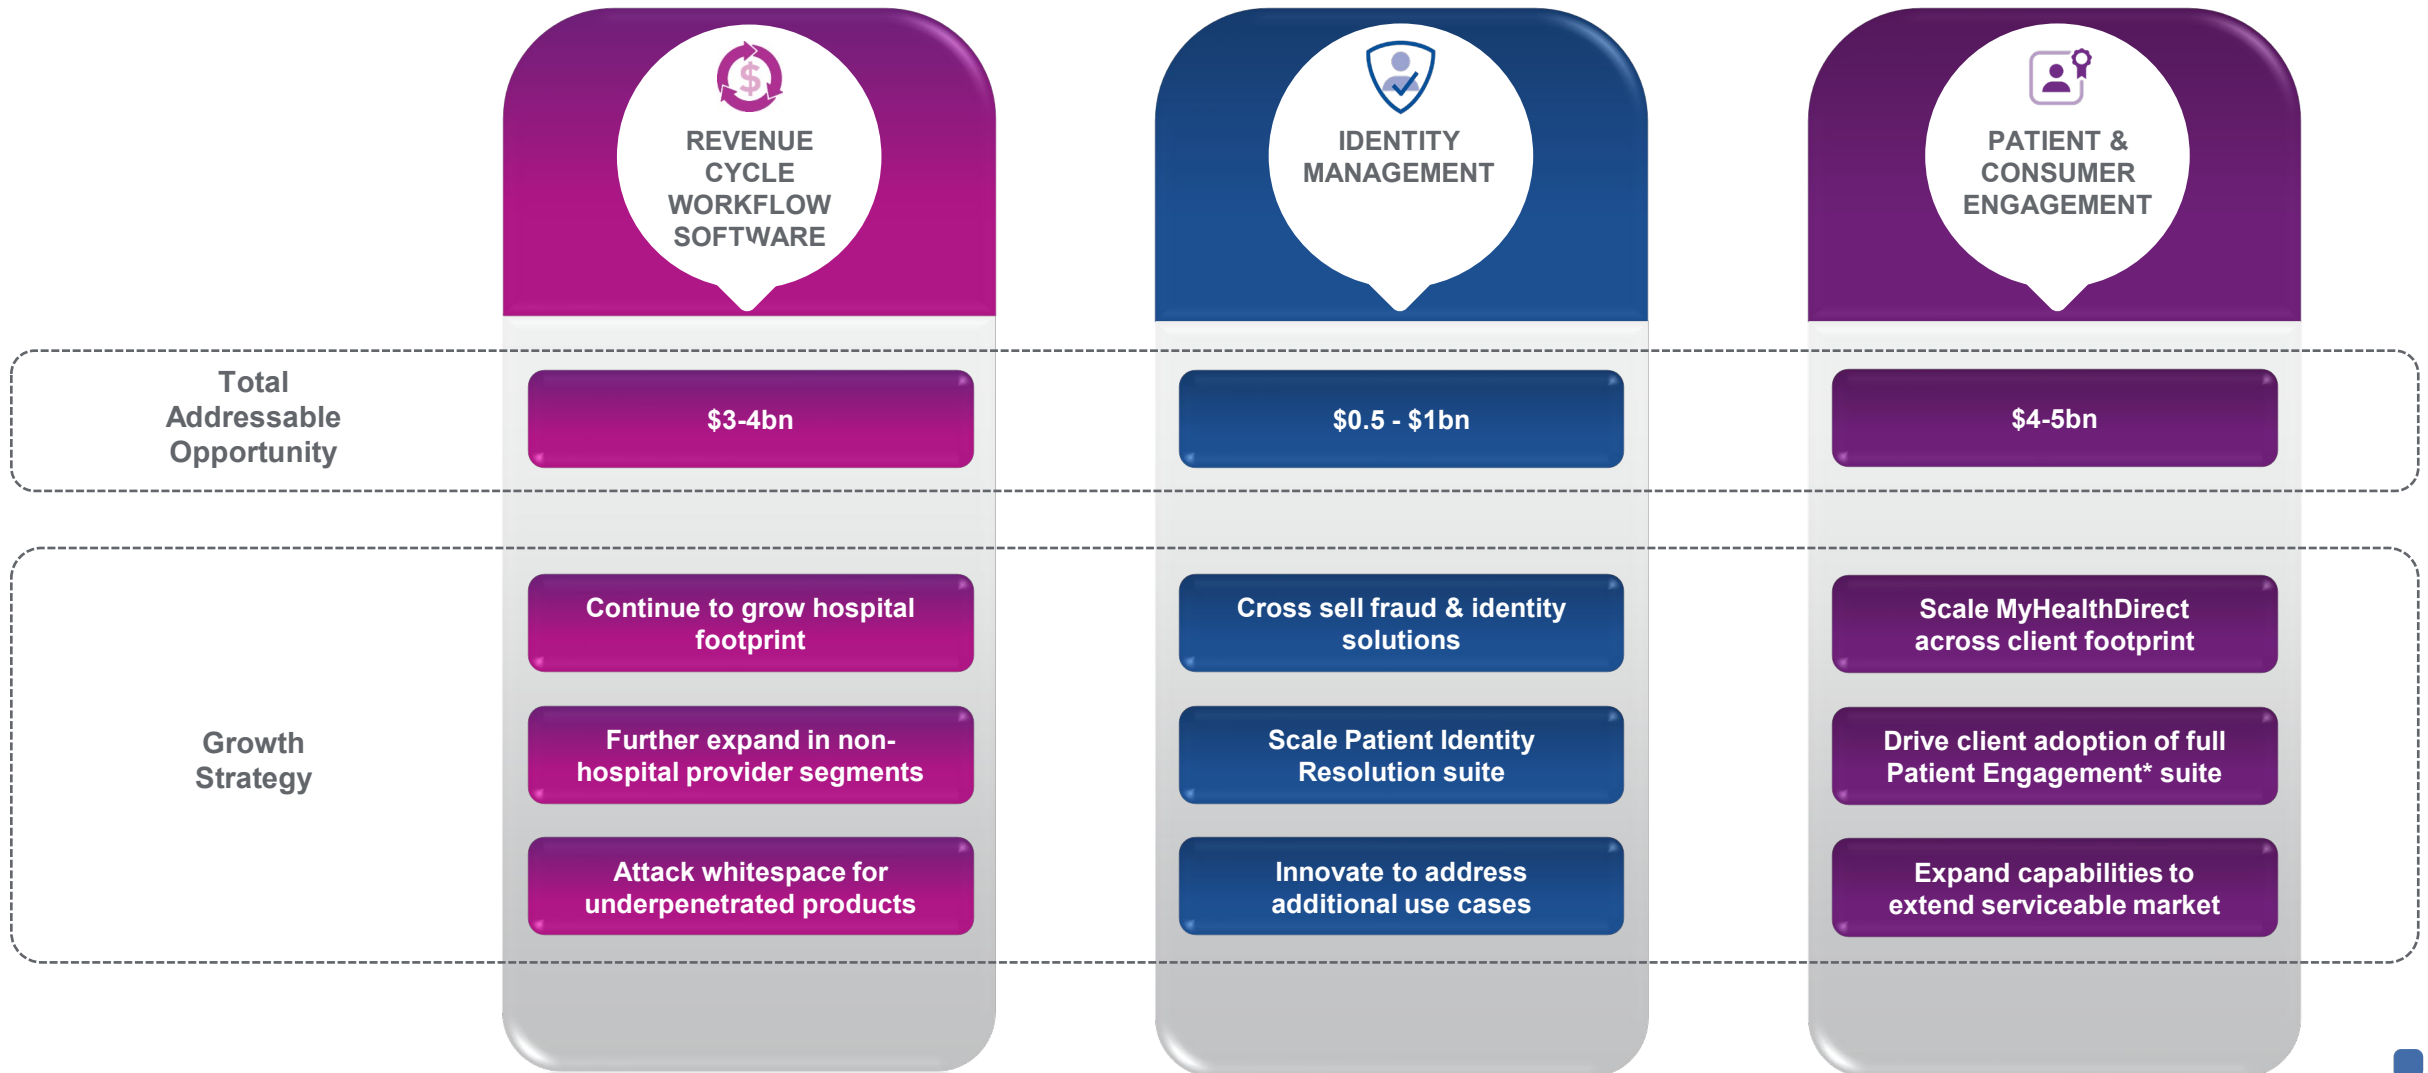 REVENUE
CYCLE
WORKFLOW
SOFTWARE
IDENTITY
MANAGEMENT
PATIENT &
CONSUMER
ENGAGEMENT
Total
Addressable
Opportunity
$3-4bn
$0.5 - $1bn
$4-5bn
Growth
Strategy
Continue to grow hospital
footprint
Further expand in non-
hospital provider segments
Attack whitespace for
underpenetrated products
Cross sell fraud & identity
solutions
Scale Patient Identity
Resolution suite
Innovate to address
additional use cases
Scale MyHealthDirect
across client footprint
Drive client adoption of full
Patient Engagement* suite
Expand capabilities to
extend serviceable market